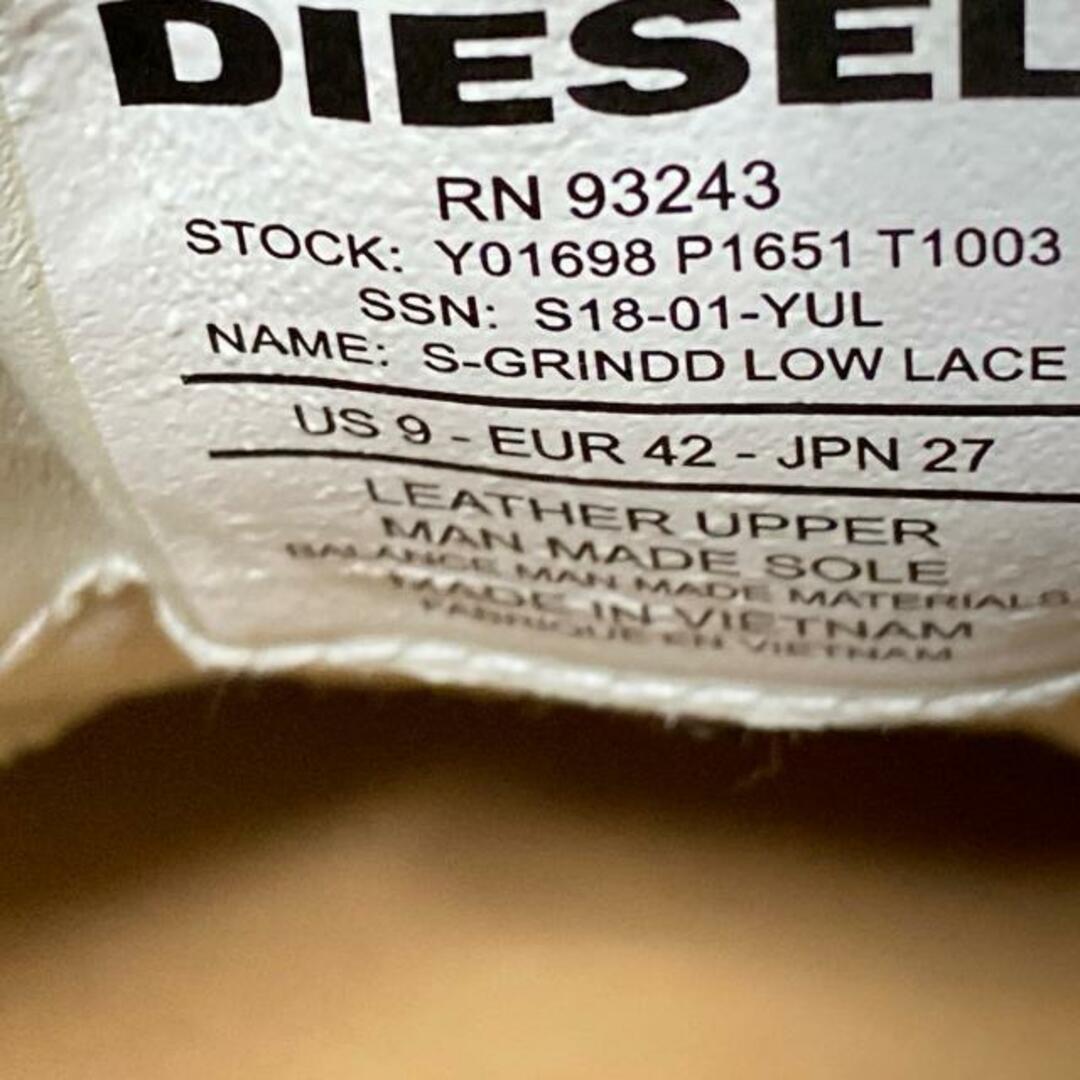 DIESEL
RN 93243
STOCK: Y01698 P1651 T1003
SSN: S18-01-YUL
NAME: S-GRINDD LOW LACE
US 9 - EUR 42 - JPN 27
LEATHER UPPER
MAN MADE SOLE
BALANCE MAN MADE MATERIALS
MADE IN VIETNAM
FABRIQUE EN VIETNAM